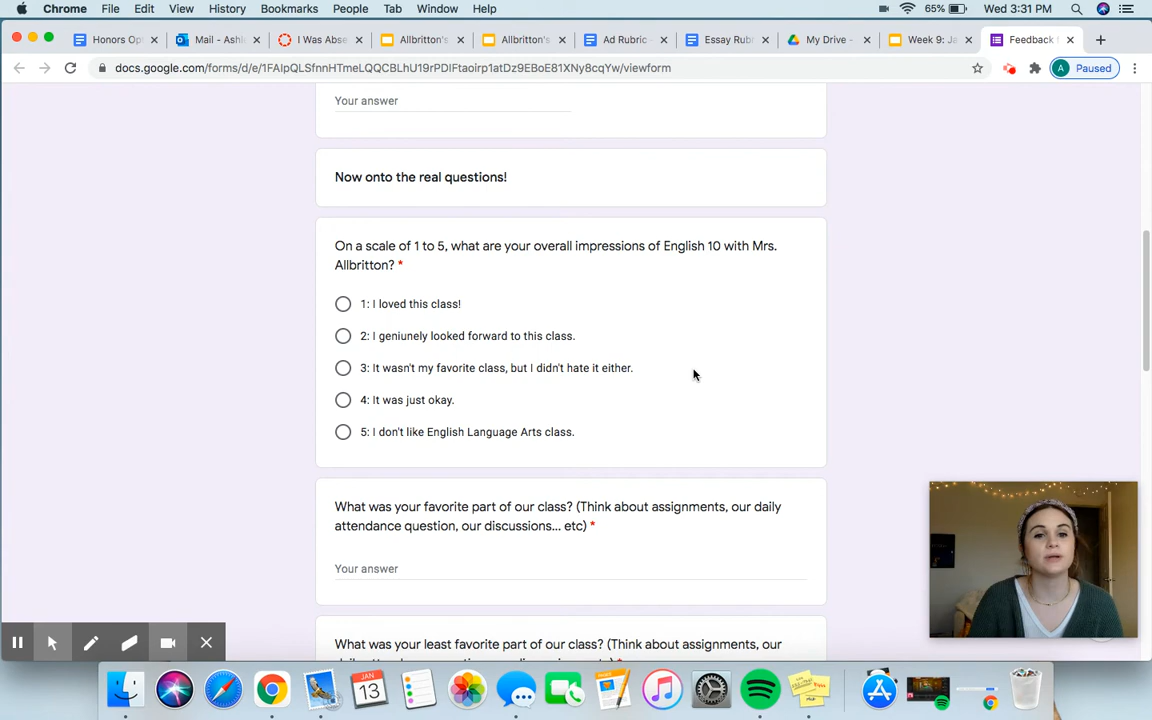 Chrome File Edit View History Bookmarks People Tab Window Help 65% Wed 3:31 PM
Honors Op Mail - Ashl I Was Abse Allbritton's Allbritton's Ad Rubric - Essay Rubr My Drive - Week 9: Ja Feedback
docs.google.com/forms/d/e/1FAIpQLSfnnHTmeLQQCBLhU19rPDIFtaoirp1atDz9EBoE81XNy8cqYw/viewform A Paused
Your answer
Now onto the real questions!
On a scale of 1 to 5, what are your overall impressions of English 10 with Mrs.
Allbritton? *
1: I loved this class!
2: I geniunely looked forward to this class.
3: It wasn't my favorite class, but I didn't hate it either.
4: It was just okay.
5: I don't like English Language Arts class.
What was your favorite part of our class? (Think about assignments, our daily
attendance question, our discussions... etc) *
Your answer
What was your least favorite part of our class? (Think about assignments, our
JAN
13